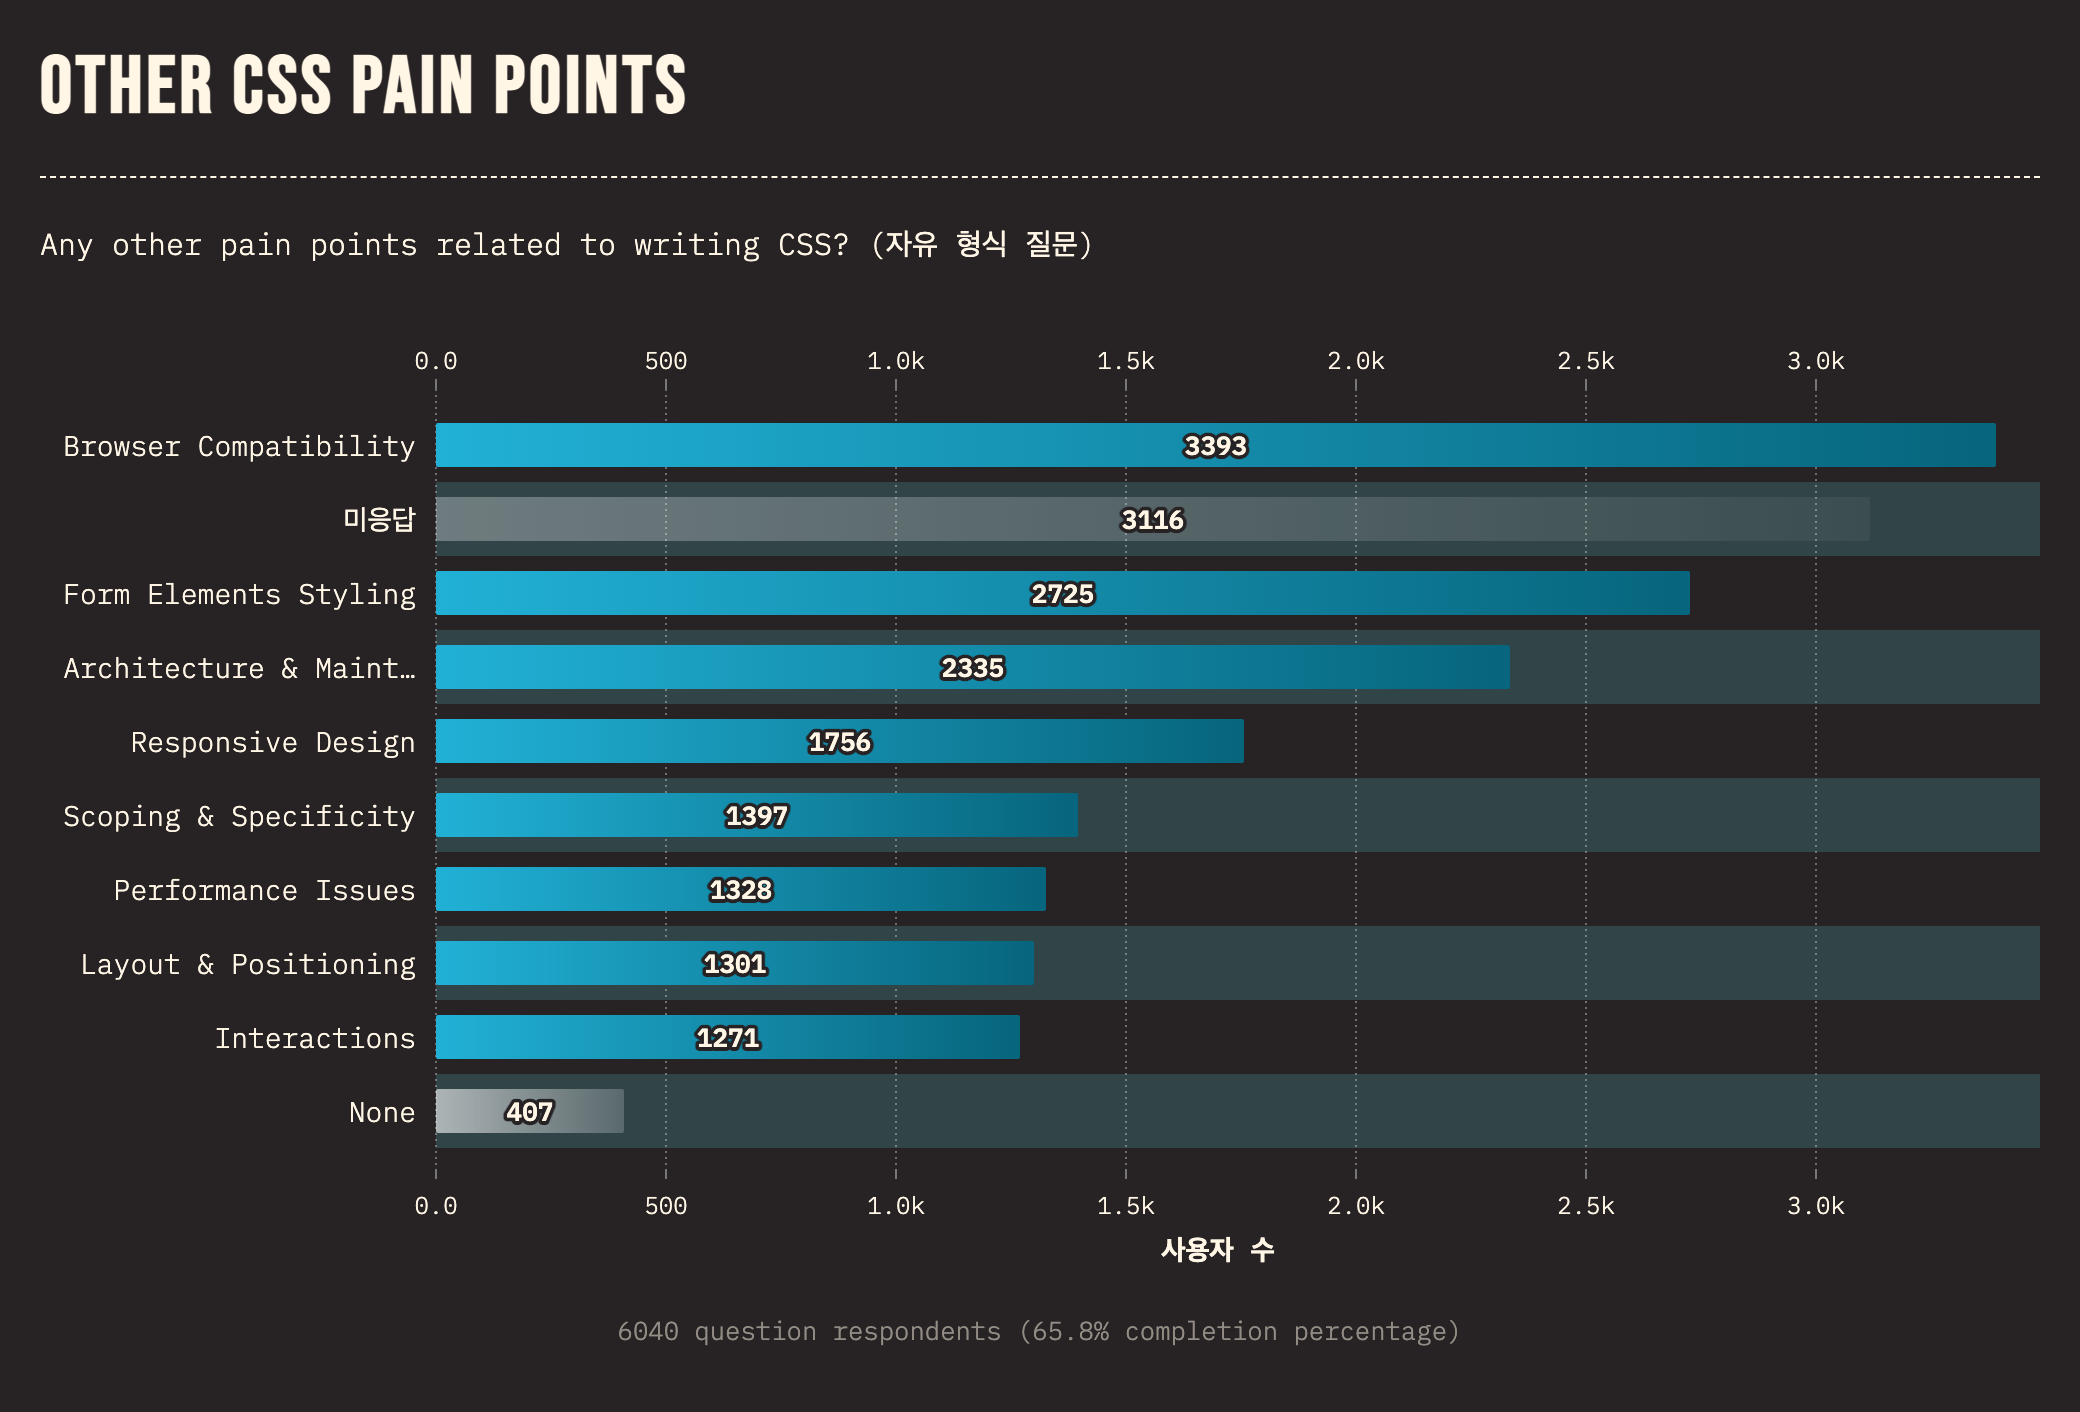 OTHER CSS PAIN POINTS
Any other pain points related to writing CSS? (자유 형식 질문)
0.0 500 1.0k 1.5k 2.0k 2.5k 3.0k
Browser Compatibility 3393
미응답 3116
Form Elements Styling 2725
Architecture & Maint… 2335
Responsive Design 1756
Scoping & Specificity 1397
Performance Issues 1328
Layout & Positioning 1301
Interactions 1271
None 407
0.0 500 1.0k 1.5k 2.0k 2.5k 3.0k
사용자 수
6040 question respondents (65.8% completion percentage)